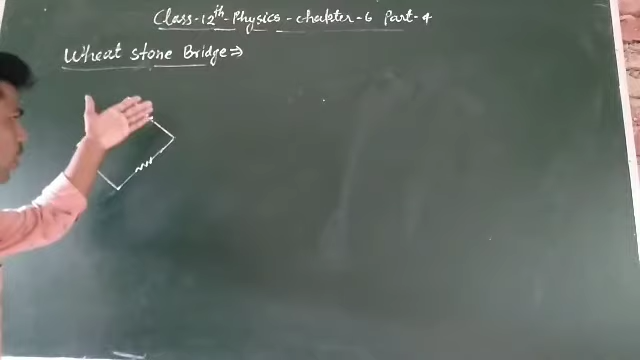 Class-12th-Physics-chapter-6 Part-4
Wheat stone Bridge⇒